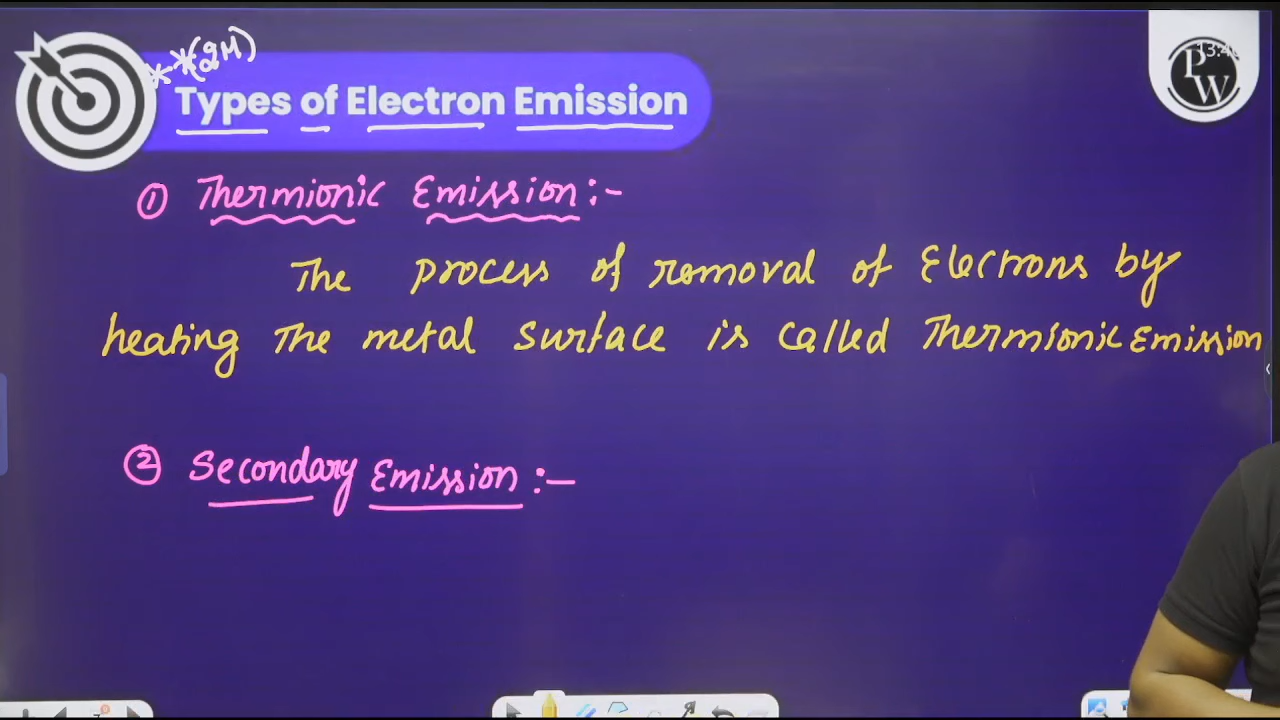 **(2M)
Types of Electron Emission
PW
① Thermionic Emission:-
The process of removal of Electrons by
heating The metal surface is called Thermionic Emission
② Secondary Emission:-